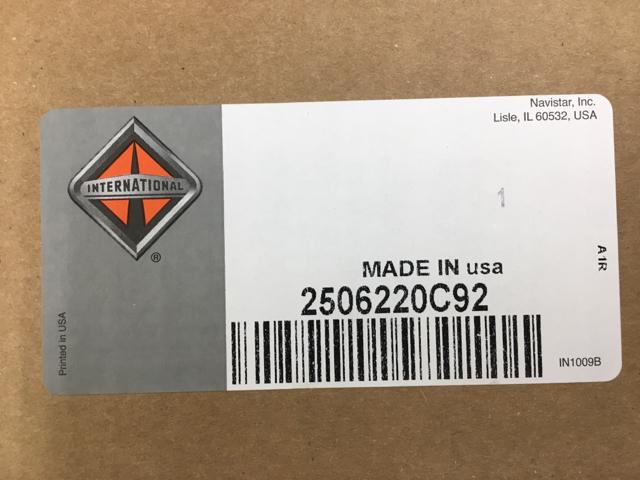 Navistar, Inc.
Lisle, IL 60532, USA
INTERNATIONAL
®
1
A1R
MADE IN usa
2506220C92
Printed in USA
IN1009B